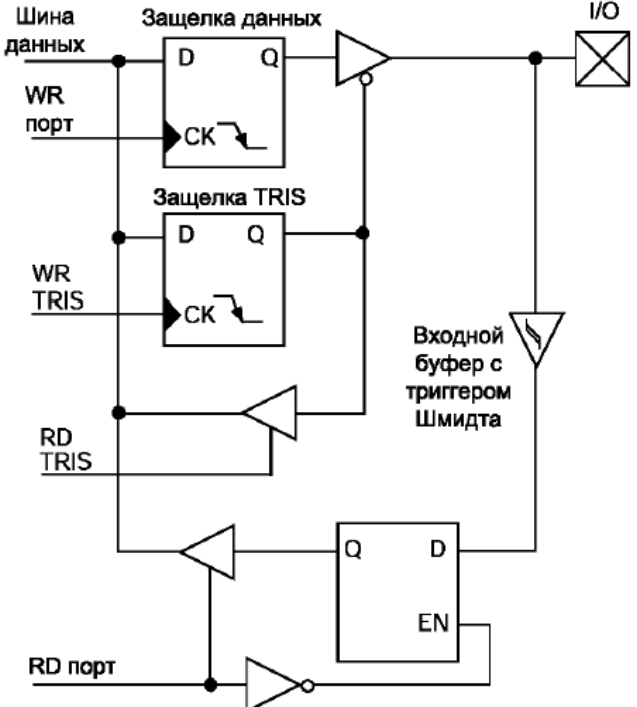 Шина
данных
Защелка данных
I/O
D
Q
WR
порт
CK
Защелка TRIS
D
Q
WR
TRIS
CK
Входной
буфер с
триггером
Шмидта
RD
TRIS
Q
D
EN
RD порт